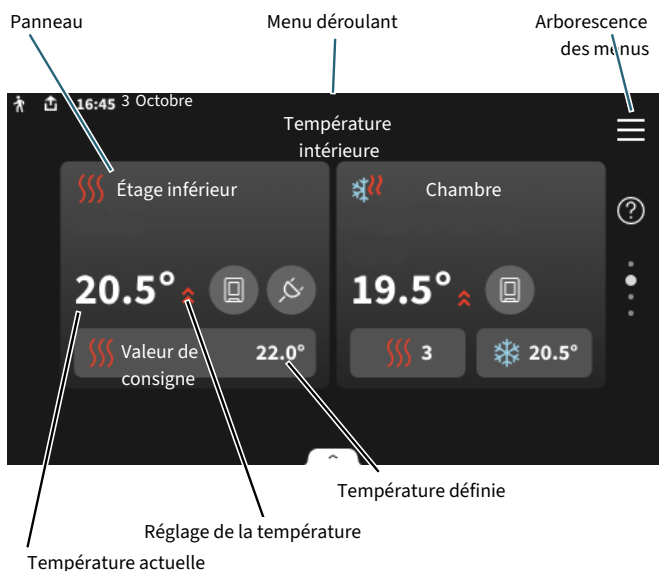 Panneau
Menu déroulant
Arborescence
des menus
16:45 3 Octobre
Température
intérieure
Étage inférieur
Chambre
20.5°
19.5°
Valeur de
consigne
22.0°
3
20.5°
Température définie
Réglage de la température
Température actuelle